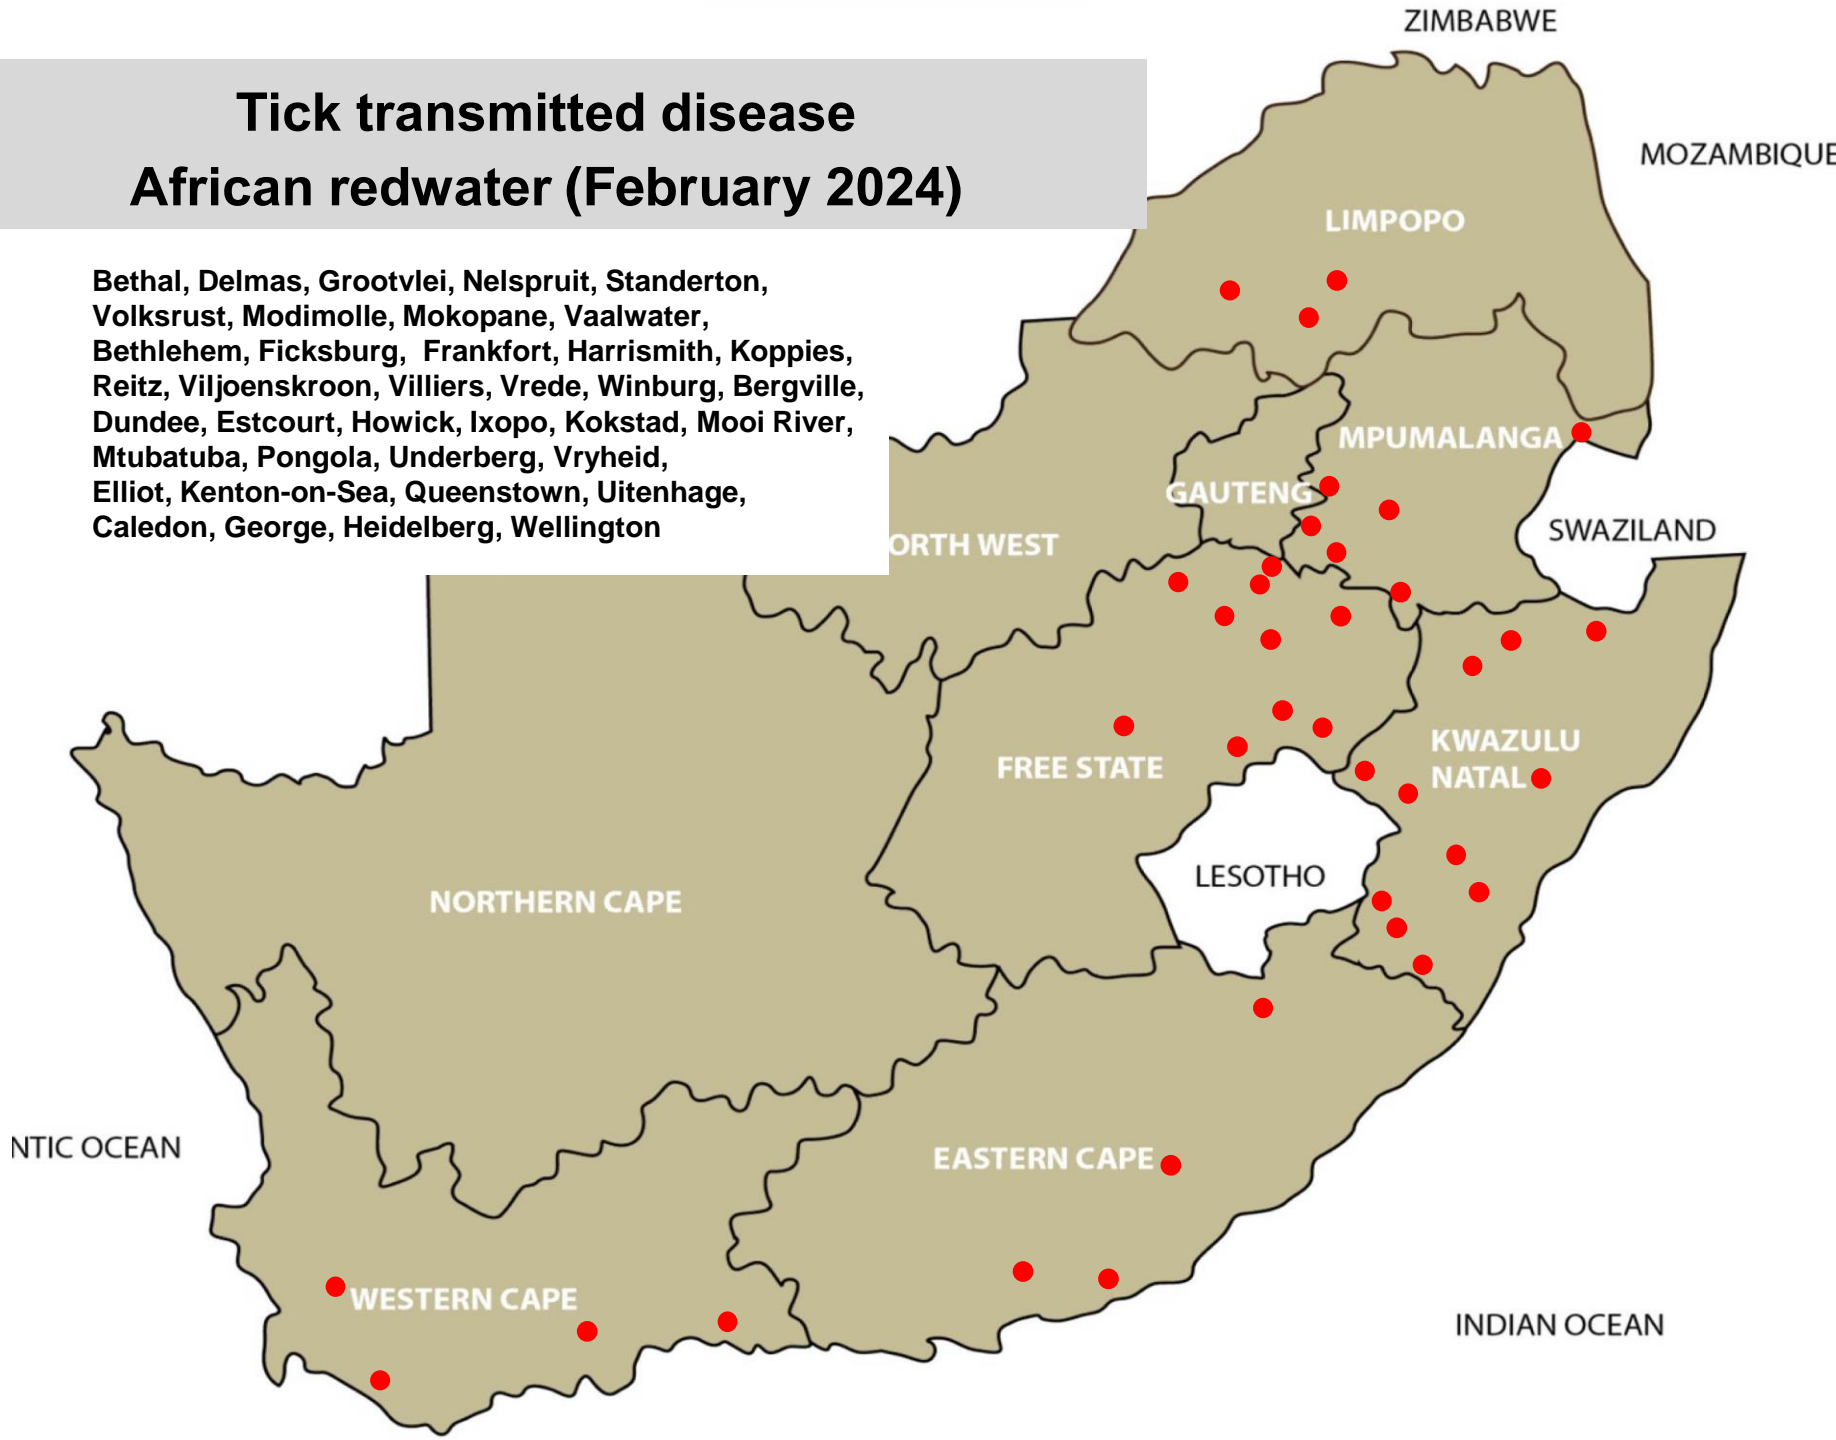 ZIMBABWE
Tick transmitted disease
African redwater (February 2024)
MOZAMBIQUE
LIMPOPO
Bethal, Delmas, Grootvlei, Nelspruit, Standerton,
Volksrust, Modimolle, Mokopane, Vaalwater,
Bethlehem, Ficksburg, Frankfort, Harrismith, Koppies,
Reitz, Viljoenskroon, Villiers, Vrede, Winburg, Bergville,
Dundee, Estcourt, Howick, Ixopo, Kokstad, Mooi River,
Mtubatuba, Pongola, Underberg, Vryheid,
Elliot, Kenton-on-Sea, Queenstown, Uitenhage,
Caledon, George, Heidelberg, Wellington
MPUMALANGA
GAUTENG
SWAZILAND
ORTH WEST
KWAZULU
NATAL
FREE STATE
LESOTHO
NORTHERN CAPE
NTIC OCEAN
EASTERN CAPE
WESTERN CAPE
INDIAN OCEAN